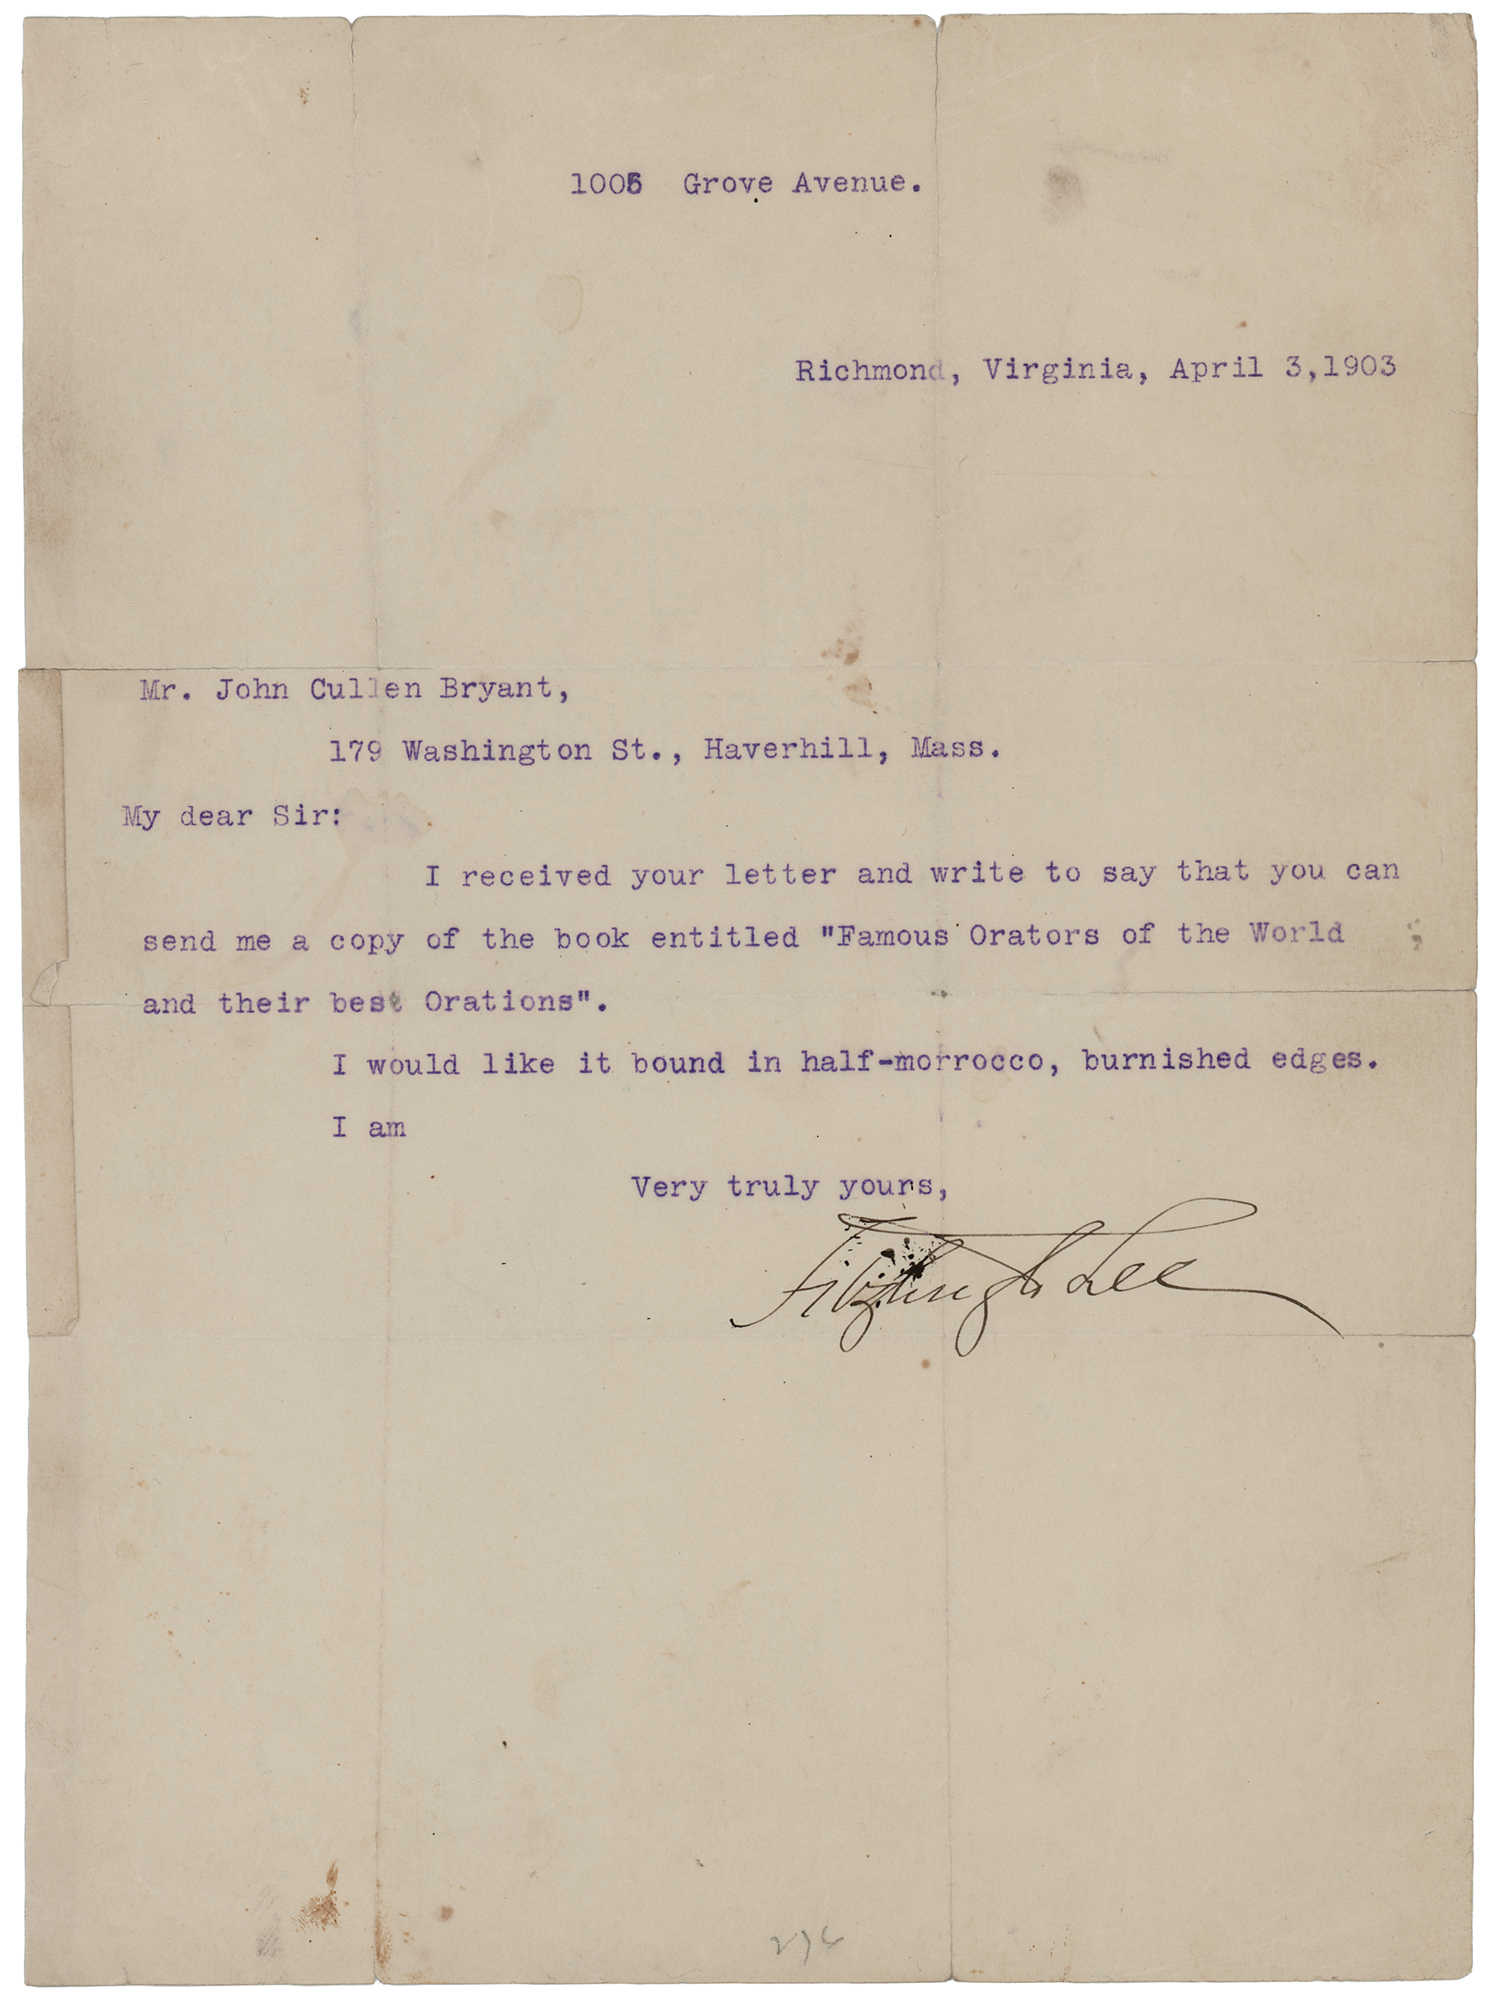 1005 Grove Avenue.
Richmond, Virginia, April 3,1903
Mr. John Cullen Bryant,
179 Washington St., Haverhill, Mass.
My dear Sir:
I received your letter and write to say that you can
send me a copy of the book entitled "Famous Orators of the World
and their best Orations".
I would like it bound in half-morrocco, burnished edges.
I am
Very truly yours,
Fitzhugh Lee